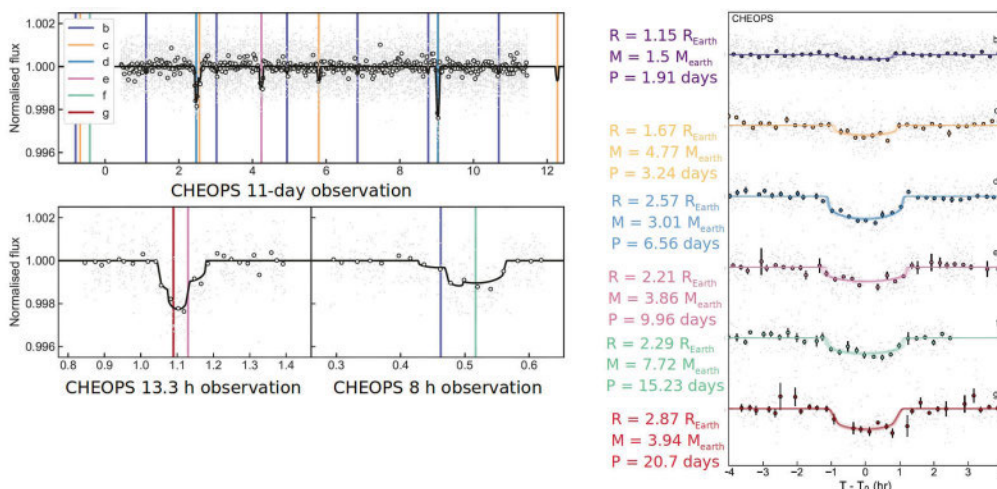 1.002
1.000
0.998
0.996
Normalised flux
b
c
d
e
f
g
0 2 4 6 8 10 12
CHEOPS 11-day observation
1.002
1.000
0.998
0.996
Normalised flux
0.8 0.9 1.0 1.1 1.2 1.3 1.4
0.3 0.4 0.5 0.6
CHEOPS 13.3 h observation
CHEOPS 8 h observation
R = 1.15 R_Earth
M = 1.5 M_earth
P = 1.91 days
R = 1.67 R_Earth
M = 4.77 M_earth
P = 3.24 days
R = 2.57 R_Earth
M = 3.01 M_earth
P = 6.56 days
R = 2.21 R_Earth
M = 3.86 M_earth
P = 9.96 days
R = 2.29 R_Earth
M = 7.72 M_earth
P = 15.23 days
R = 2.87 R_Earth
M = 3.94 M_earth
P = 20.7 days
CHEOPS
−4 −3 −2 −1 0 1 2 3
T - T₀ (hr)